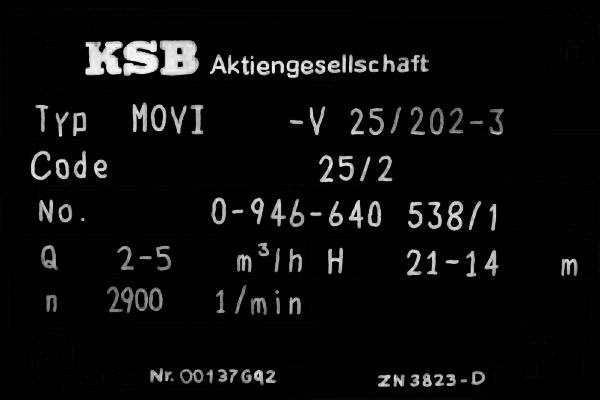 KSB Aktiengesellschaft
Typ MOVI -V 25/202-3
Code 25/2
No. 0-946-640 538/1
Q 2-5 m³/h H 21-14 m
n 2900 1/min
Nr. 00137692 ZN 3823-D